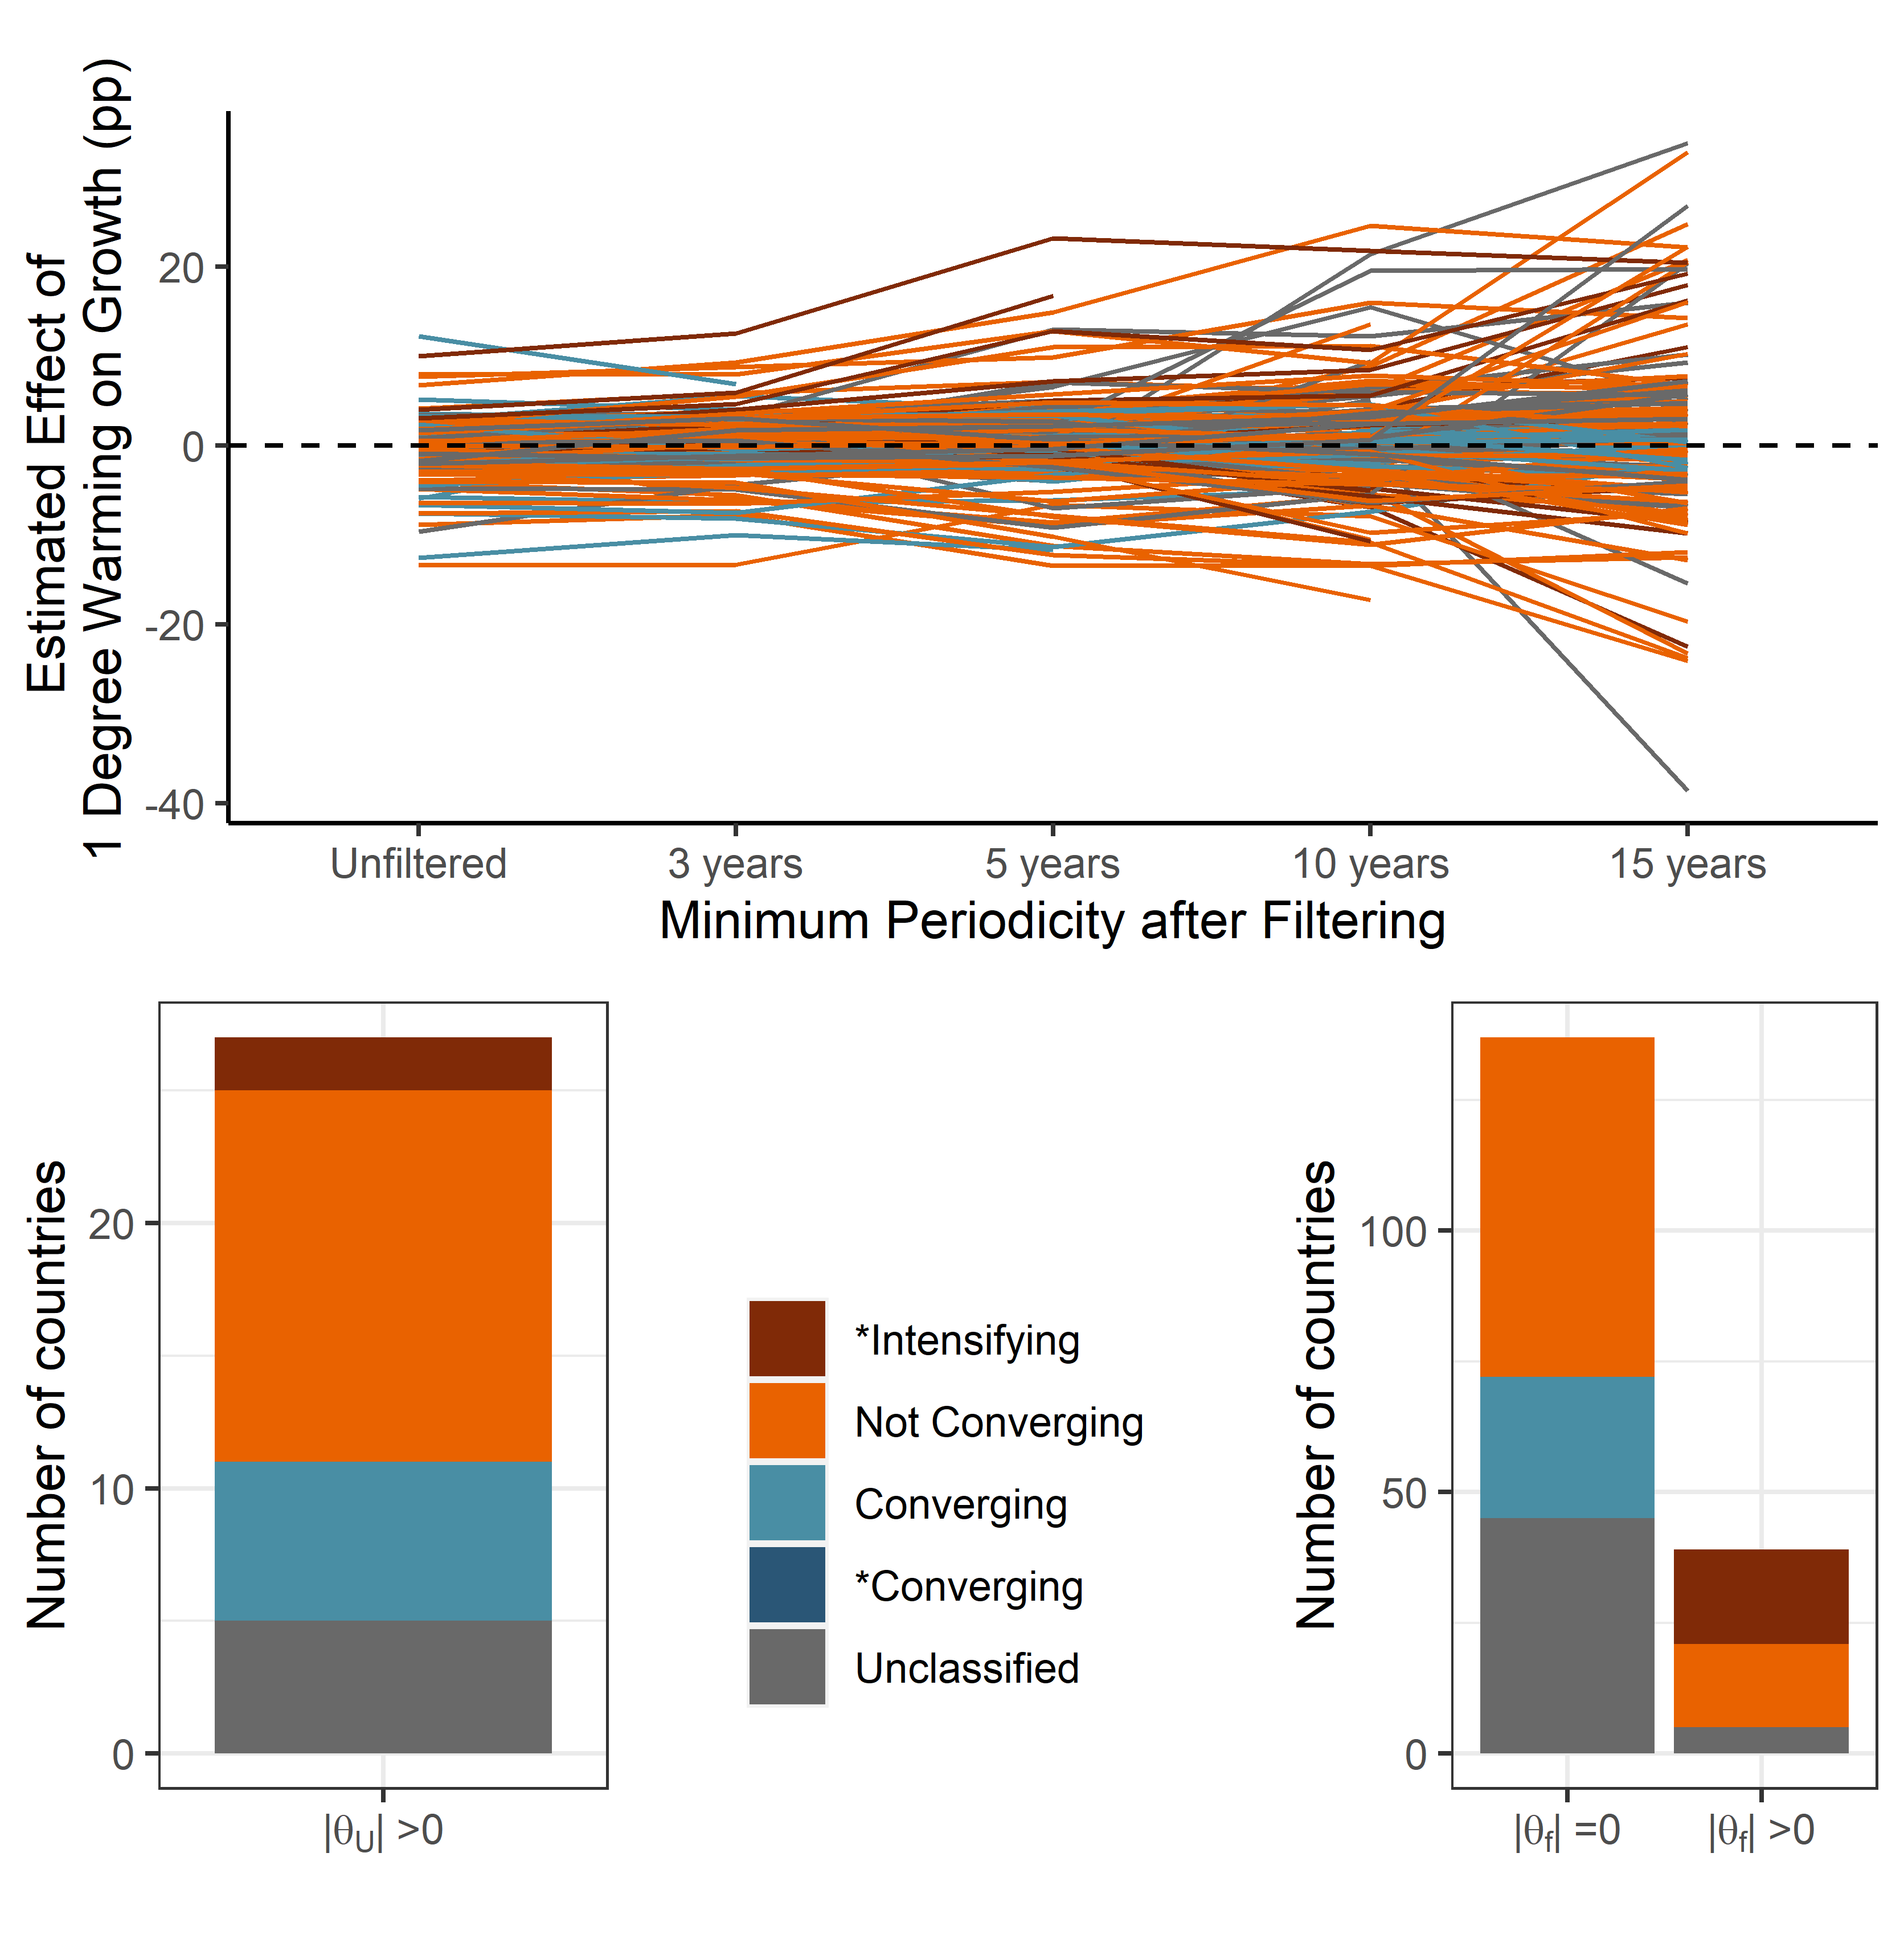 Estimated Effect of
1 Degree Warming on Growth (pp)
20
0
-20
-40
Unfiltered
3 years
5 years
10 years
15 years
Minimum Periodicity after Filtering
Number of countries
20
10
0
|θU| >0
*Intensifying
Not Converging
Converging
*Converging
Unclassified
Number of countries
100
50
0
|θf| =0
|θf| >0